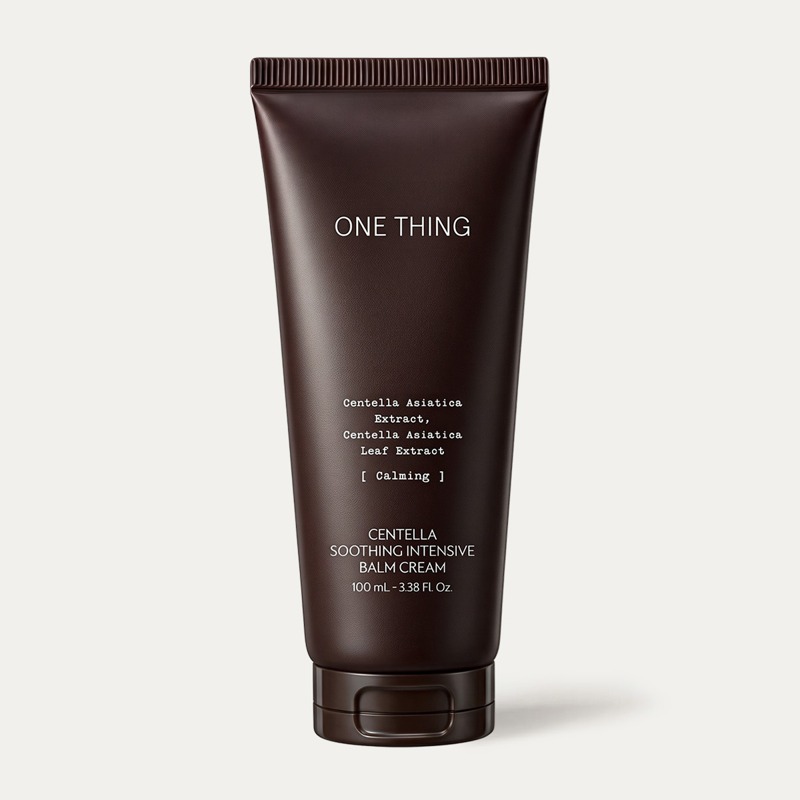 ONE THING
Centella Asiatica
Extract,
Centella Asiatica
Leaf Extract
[ Calming ]
CENTELLA
SOOTHING INTENSIVE
BALM CREAM
100 mL - 3.38 Fl. Oz.